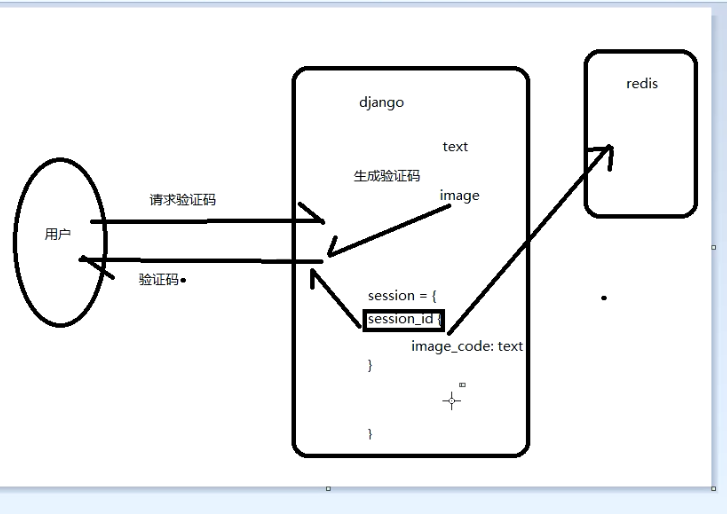 redis
django
text
生成验证码
image
请求验证码
用户
验证码
session = {
session_id {
image_code: text
}
}